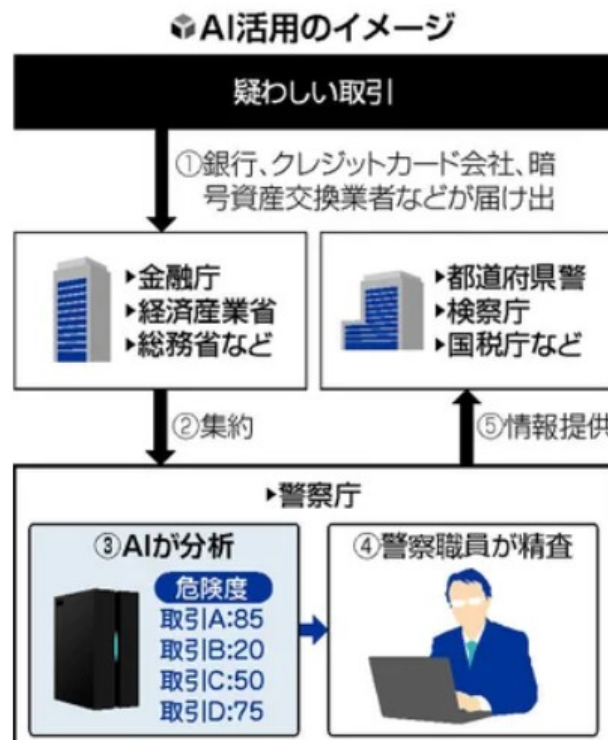 AI活用のイメージ
疑わしい取引
①銀行、クレジットカード会社、暗
号資産交換業者などが届け出
▶金融庁
▶経済産業省
▶総務省など
▶都道府県警
▶検察庁
▶国税庁など
②集約
⑤情報提供
▶警察庁
③AIが分析
危険度
取引A:85
取引B:20
取引C:50
取引D:75
④警察職員が精査